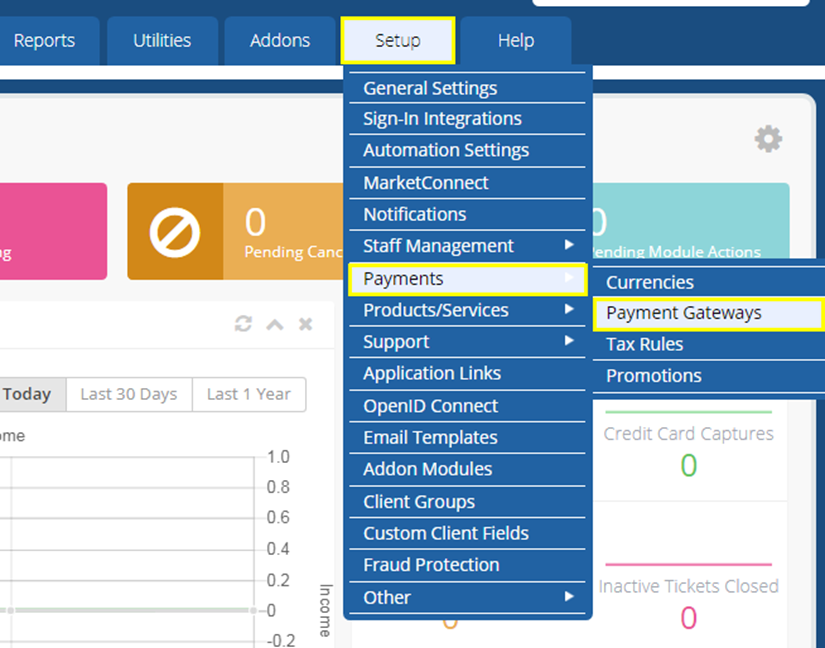 Reports
Utilities
Addons
Setup
Help
General Settings
Sign-In Integrations
Automation Settings
MarketConnect
Notifications
Staff Management
Payments
Products/Services
Support
Application Links
OpenID Connect
Email Templates
Addon Modules
Client Groups
Custom Client Fields
Fraud Protection
Other
Currencies
Payment Gateways
Tax Rules
Promotions
0
Pending Canc
0
ending Module Actions
Today
Last 30 Days
Last 1 Year
ome
1.0
0.8
0.6
0.4
0.2
0
-0.2
Income
Credit Card Captures
0
Inactive Tickets Closed
0